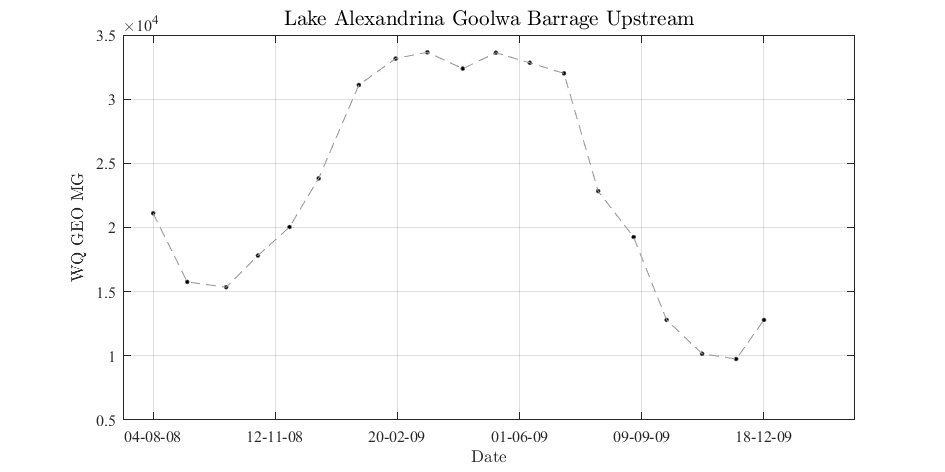 Lake Alexandrina Goolwa Barrage Upstream
×10⁴
3.5
3
2.5
2
1.5
1
0.5
WQ GEO MG
04-08-08 12-11-08 20-02-09 01-06-09 09-09-09 18-12-09
Date